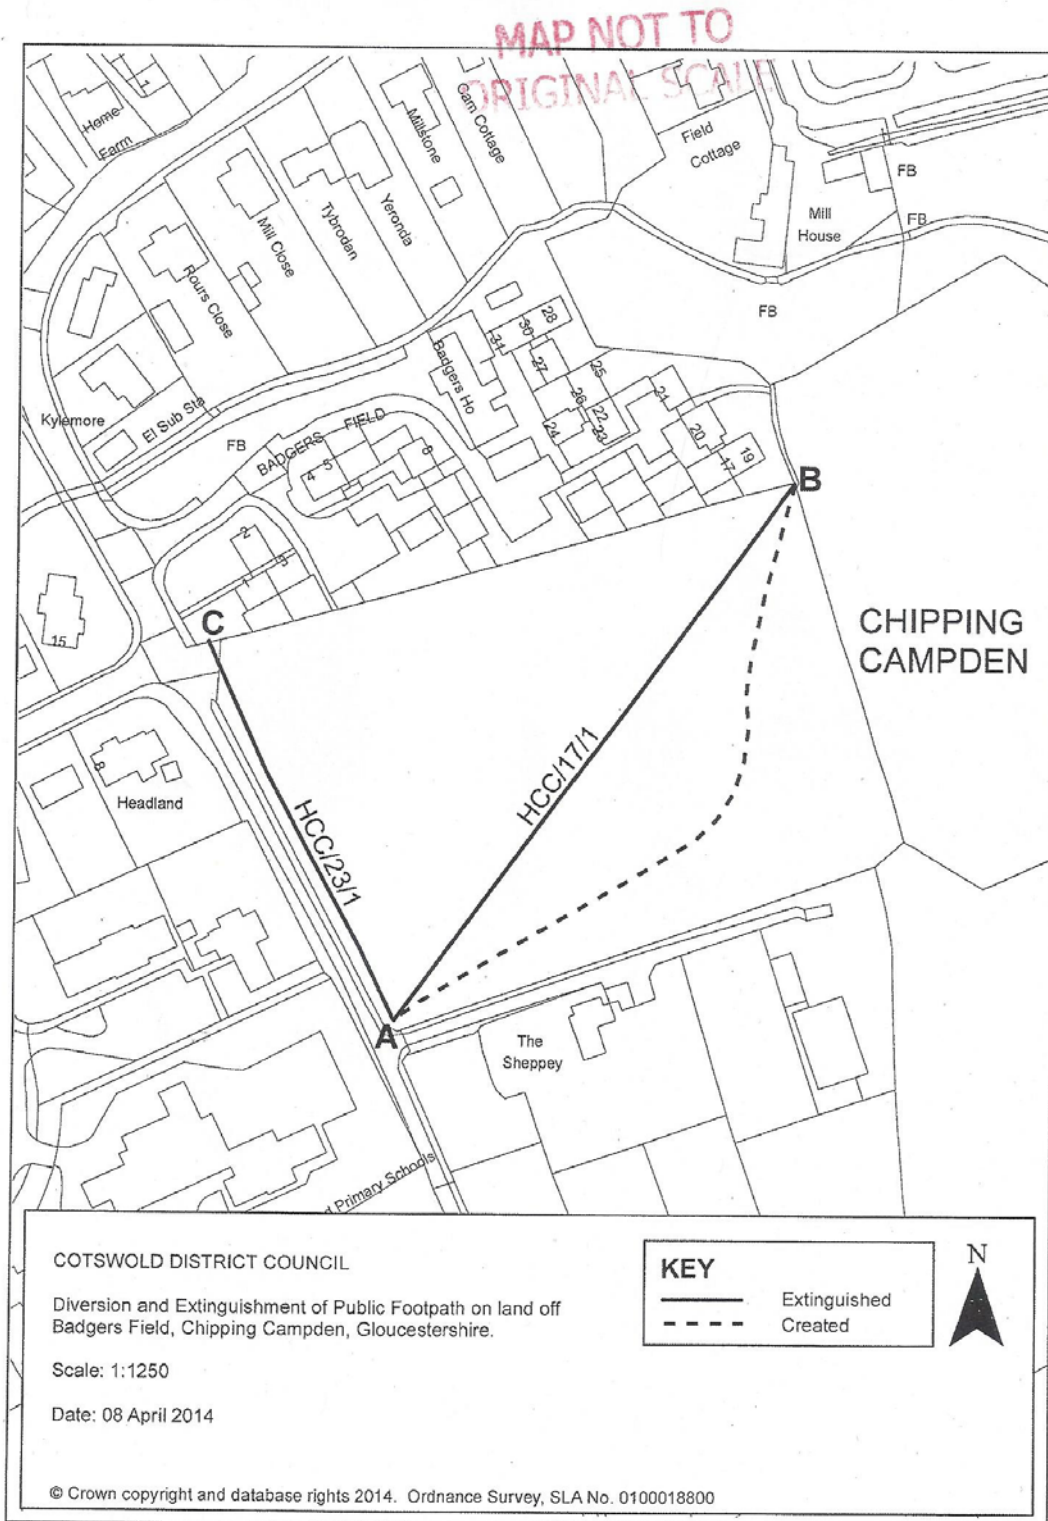 MAP NOT TO
ORIGINAL SCALE
1
Home
Farm
Millstone
Cam Cottage
Field
Cottage
FB
Mill
House
FB
Yeronda
Tybrodan
Mill Close
Rours Close
FB
28
30
31
27
25
26
22
23
24
21
20
19
17
Badgers Ho
Kylemore
El Sub Sta
FB
BADGERS FIELD
4
5
8
2
1
3
15
B
C
CHIPPING
CAMPDEN
HCC/17/1
HCC/23/1
8
Headland
A
The
Sheppey
Primary Schools
COTSWOLD DISTRICT COUNCIL
Diversion and Extinguishment of Public Footpath on land off
Badgers Field, Chipping Campden, Gloucestershire.
Scale: 1:1250
Date: 08 April 2014
© Crown copyright and database rights 2014. Ordnance Survey, SLA No. 0100018800
KEY
Extinguished
Created
N